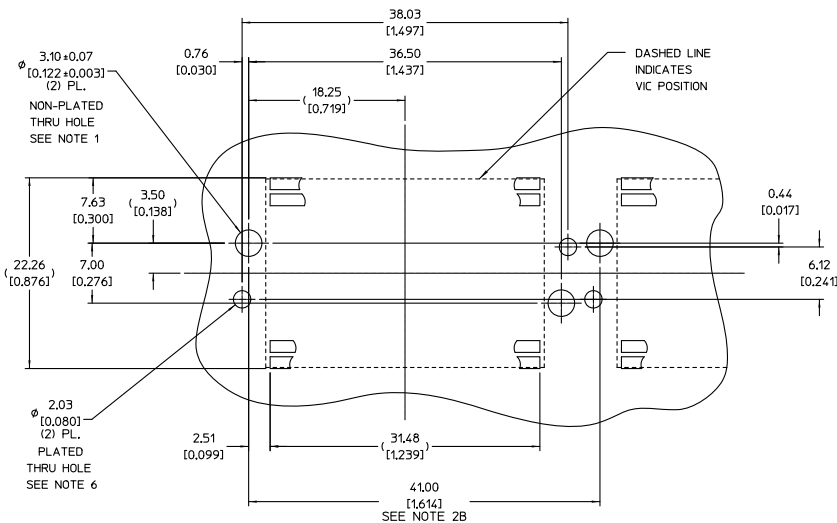 38.03
[1.497]
0.76
[0.030]
36.50
[1.437]
ø 3.10±0.07
[0.122±0.003]
(2) PL.
NON-PLATED
THRU HOLE
SEE NOTE 1
(18.25)
[0.719]
DASHED LINE
INDICATES
VIC POSITION
7.63
[0.300]
(3.50)
[0.138]
0.44
[0.017]
(22.26)
[0.876]
7.00
[0.276]
6.12
[0.241]
ø 2.03
[0.080]
(2) PL.
PLATED
THRU HOLE
SEE NOTE 6
2.51
[0.099]
(31.48)
[1.239]
41.00
[1.614]
SEE NOTE 2B